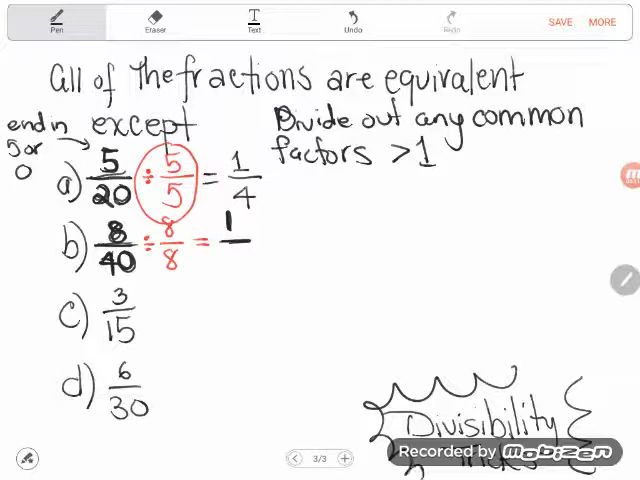 Pen Eraser Text Undo Redo SAVE MORE
All of the fractions are equivalent
except
Divide out any common
factors > 1
end in
5 or
0
a) 5/20 ÷ 5/5 = 1/4
b) 8/40 ÷ 8/8 = 1/
c) 3/15
d) 6/30
Divisibility
Tricks
Recorded by mobizen
3/3